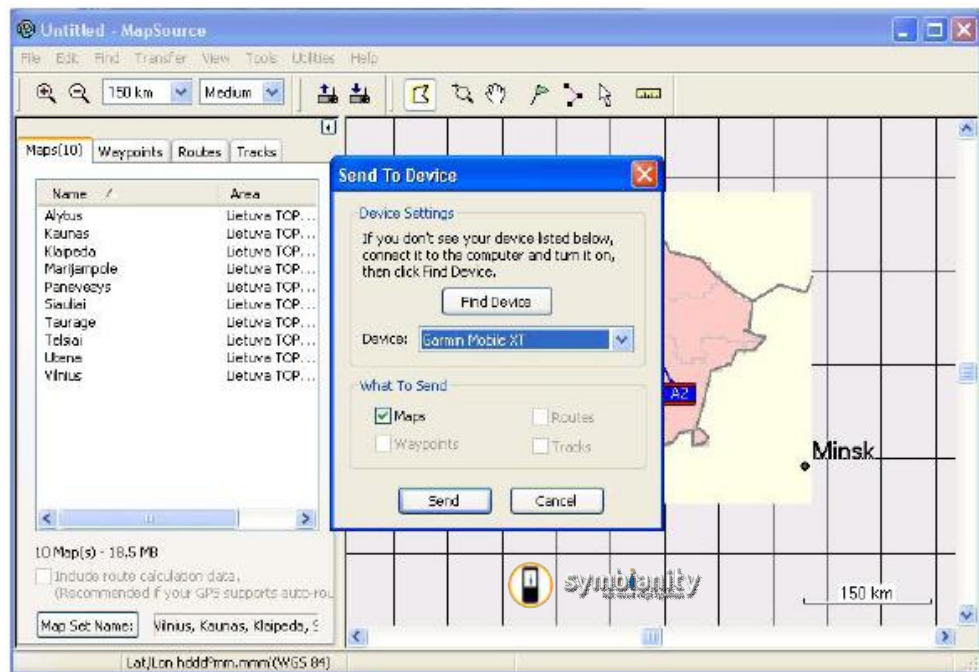 Untitled - MapSource
File Edit Find Transfer View Tools Utilities Help
150 km Medium
Maps(10) Waypoints Routes Tracks
Name Area
Alytus Lietuva TOP...
Kaunas Lietuva TOP...
Klaipeda Lietuva TOP...
Marijampole Lietuva TOP...
Panevezys Lietuva TOP...
Siauliai Lietuva TOP...
Taurage Lietuva TOP...
Telsiai Lietuva TOP...
Utena Lietuva TOP...
Vilnius Lietuva TOP...
10 Map(s) - 18.5 MB
Include route calculation data.
(Recommended if your GPS supports auto-rou
Map Set Name: Vilnius, Kaunas, Klaipeda, S
Lat/Lon hddd°mm.mmm'(WGS 84)
Send To Device
Device Settings
If you don't see your device listed below,
connect it to the computer and turn it on,
then click Find Device.
Find Device
Device: Garmin Mobile XT
What To Send
Maps Routes
Waypoints Tracks
Send Cancel
A2
Minsk
symbianity
150 km